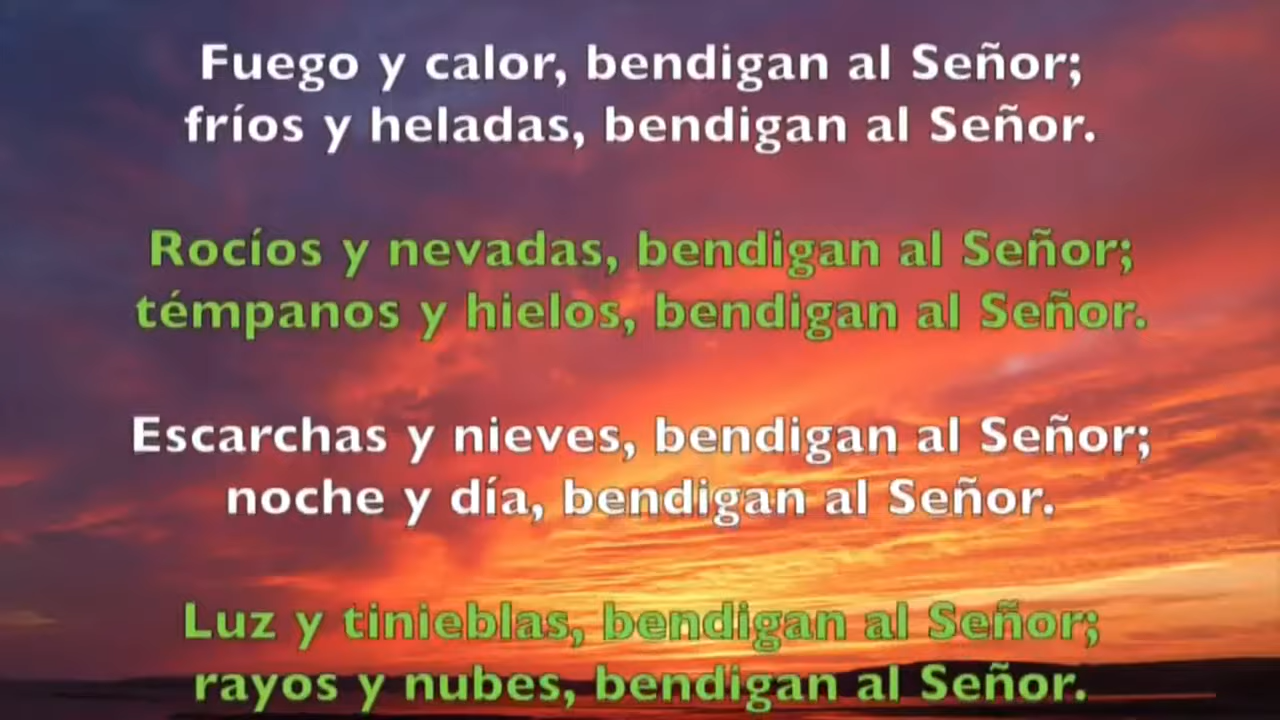 Fuego y calor, bendigan al Señor;
fríos y heladas, bendigan al Señor.
Rocíos y nevadas, bendigan al Señor;
témpanos y hielos, bendigan al Señor.
Escarchas y nieves, bendigan al Señor;
noche y día, bendigan al Señor.
Luz y tinieblas, bendigan al Señor;
rayos y nubes, bendigan al Señor.